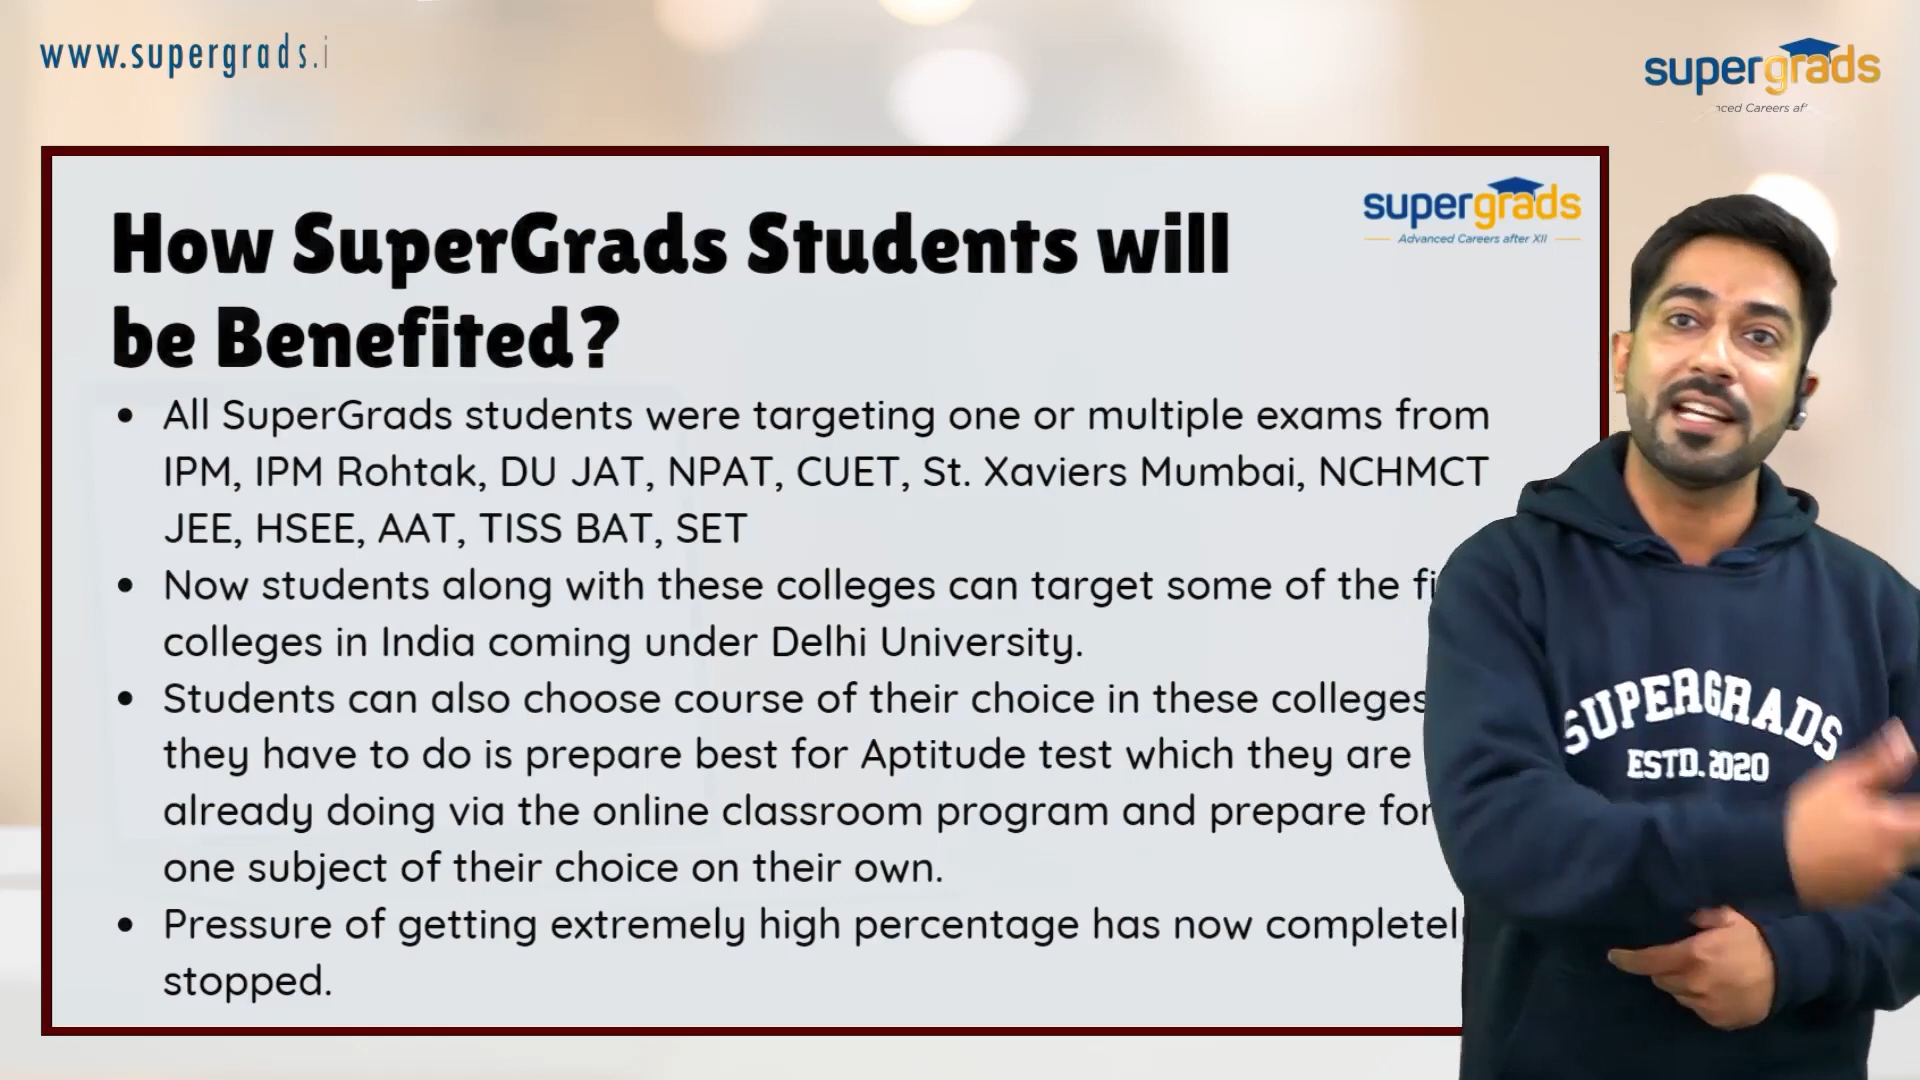 www.supergrads.i
supergrads
nced Careers af
supergrads
Advanced Careers after XII
How SuperGrads Students will
be Benefited?
• All SuperGrads students were targeting one or multiple exams from
IPM, IPM Rohtak, DU JAT, NPAT, CUET, St. Xaviers Mumbai, NCHMCT
JEE, HSEE, AAT, TISS BAT, SET
• Now students along with these colleges can target some of the fi
colleges in India coming under Delhi University.
• Students can also choose course of their choice in these colleges
they have to do is prepare best for Aptitude test which they are
already doing via the online classroom program and prepare for
one subject of their choice on their own.
• Pressure of getting extremely high percentage has now completel
stopped.
SUPERGRADS
ESTD. 2020